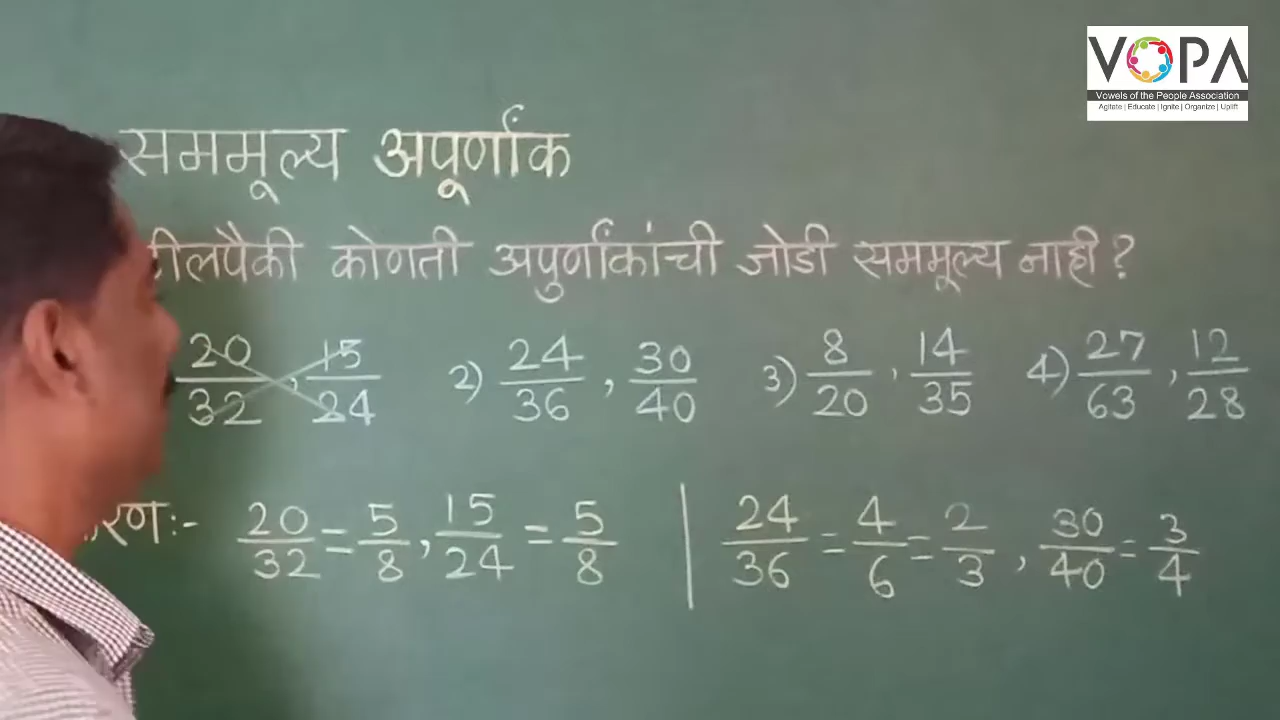 VOPA
Vowels of the People Association
Agitate | Educate | Ignite | Organize | Uplift
सममूल्य अपूर्णांक
कोणती अपुर्णांकांची जोडी सममूल्य नाही?
20/32, 15/24 2) 24/36, 30/40 3) 8/20, 14/35 4) 27/63, 12/28
20/32 = 5/8, 15/24 = 5/8 | 24/36 = 4/6 = 2/3, 30/40 = 3/4